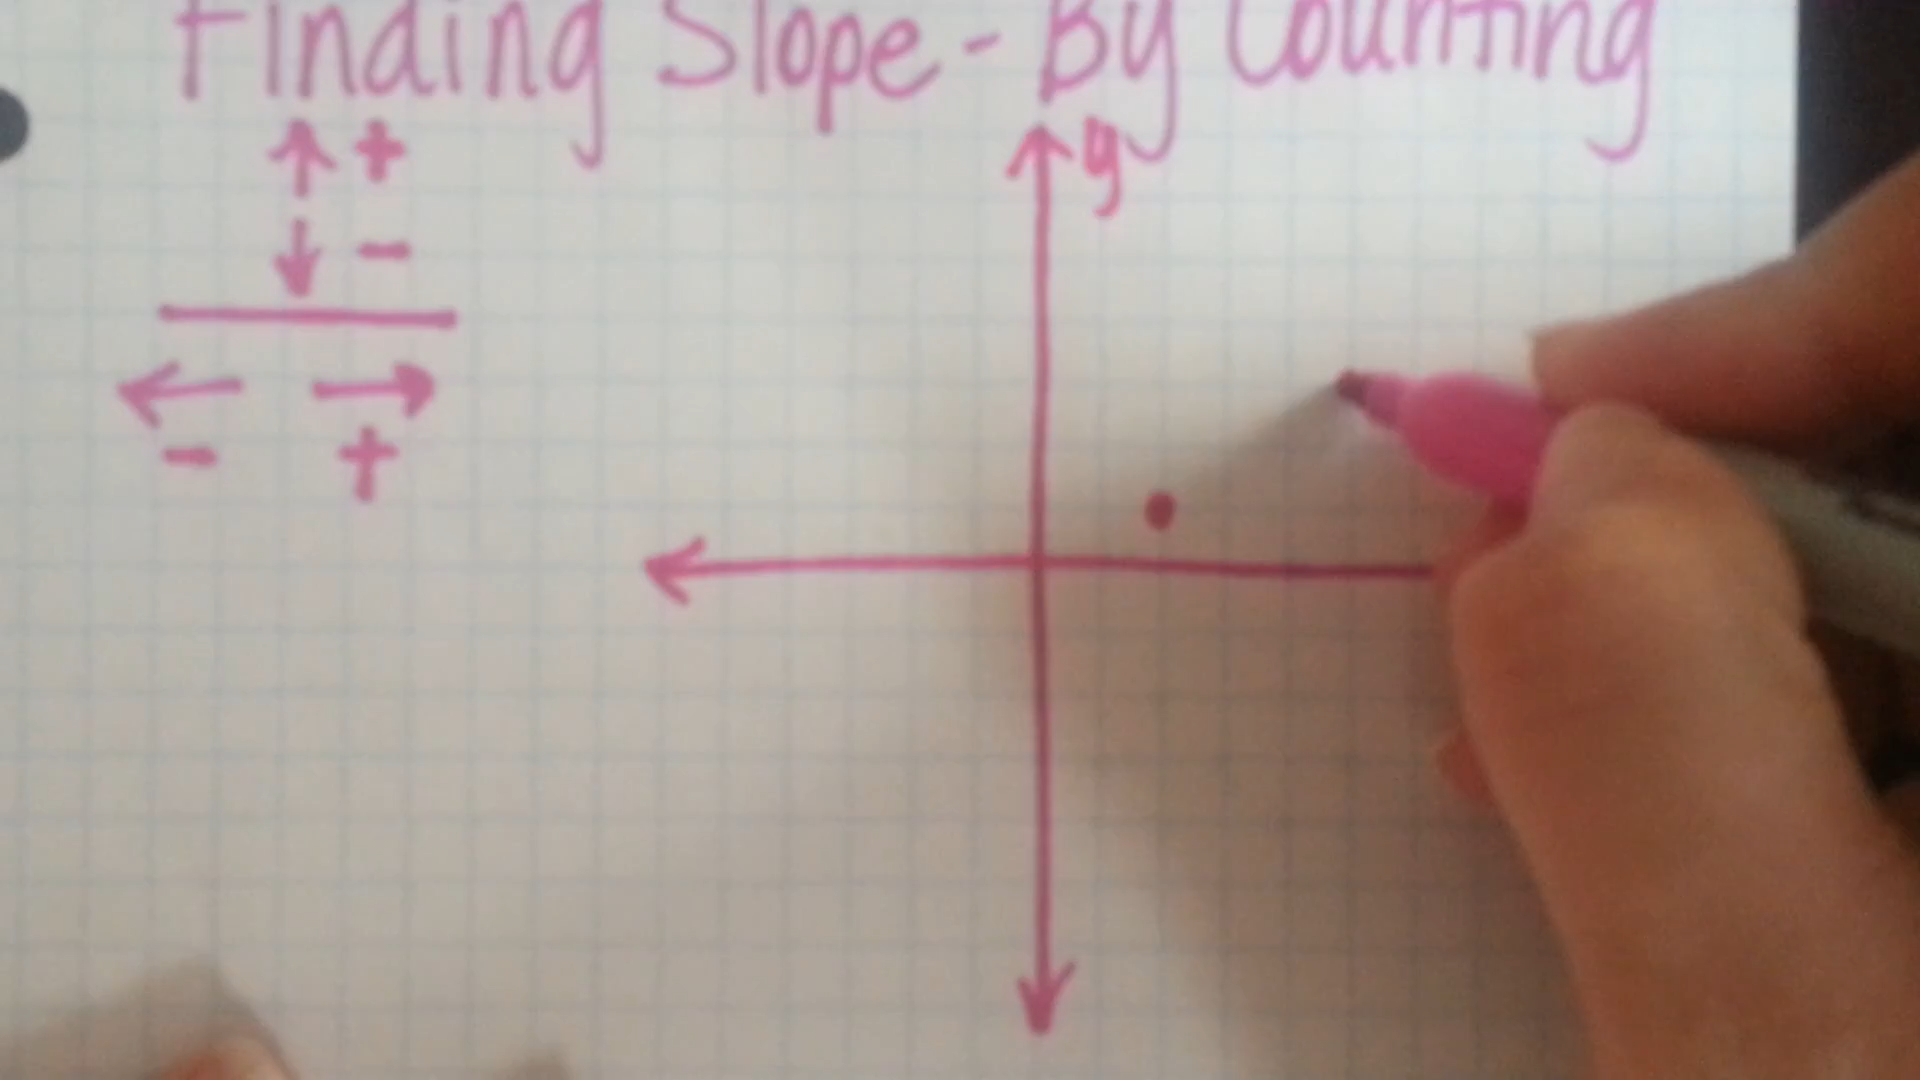 Finding Slope - By Counting
↑ +
y
↓ -
← →
- +